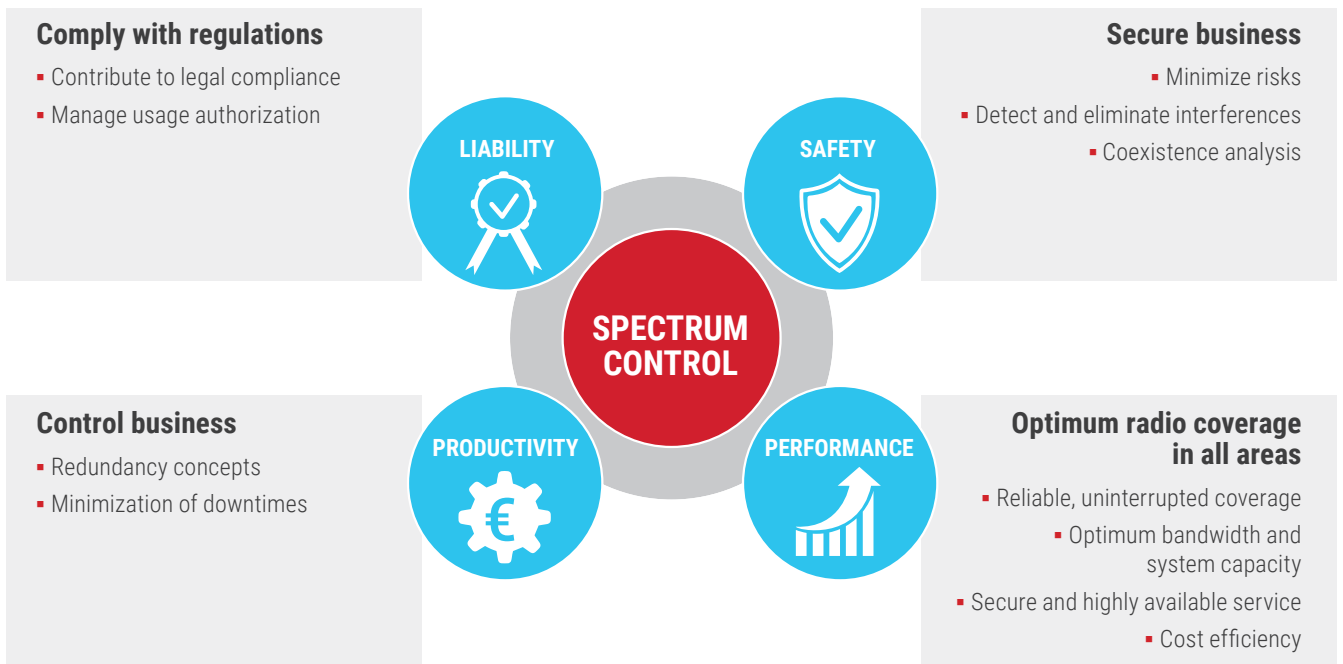 Comply with regulations
▪ Contribute to legal compliance
▪ Manage usage authorization
LIABILITY
SAFETY
Secure business
▪ Minimize risks
▪ Detect and eliminate interferences
▪ Coexistence analysis
SPECTRUM
CONTROL
Control business
▪ Redundancy concepts
▪ Minimization of downtimes
PRODUCTIVITY
€
PERFORMANCE
Optimum radio coverage
in all areas
▪ Reliable, uninterrupted coverage
▪ Optimum bandwidth and
system capacity
▪ Secure and highly available service
▪ Cost efficiency